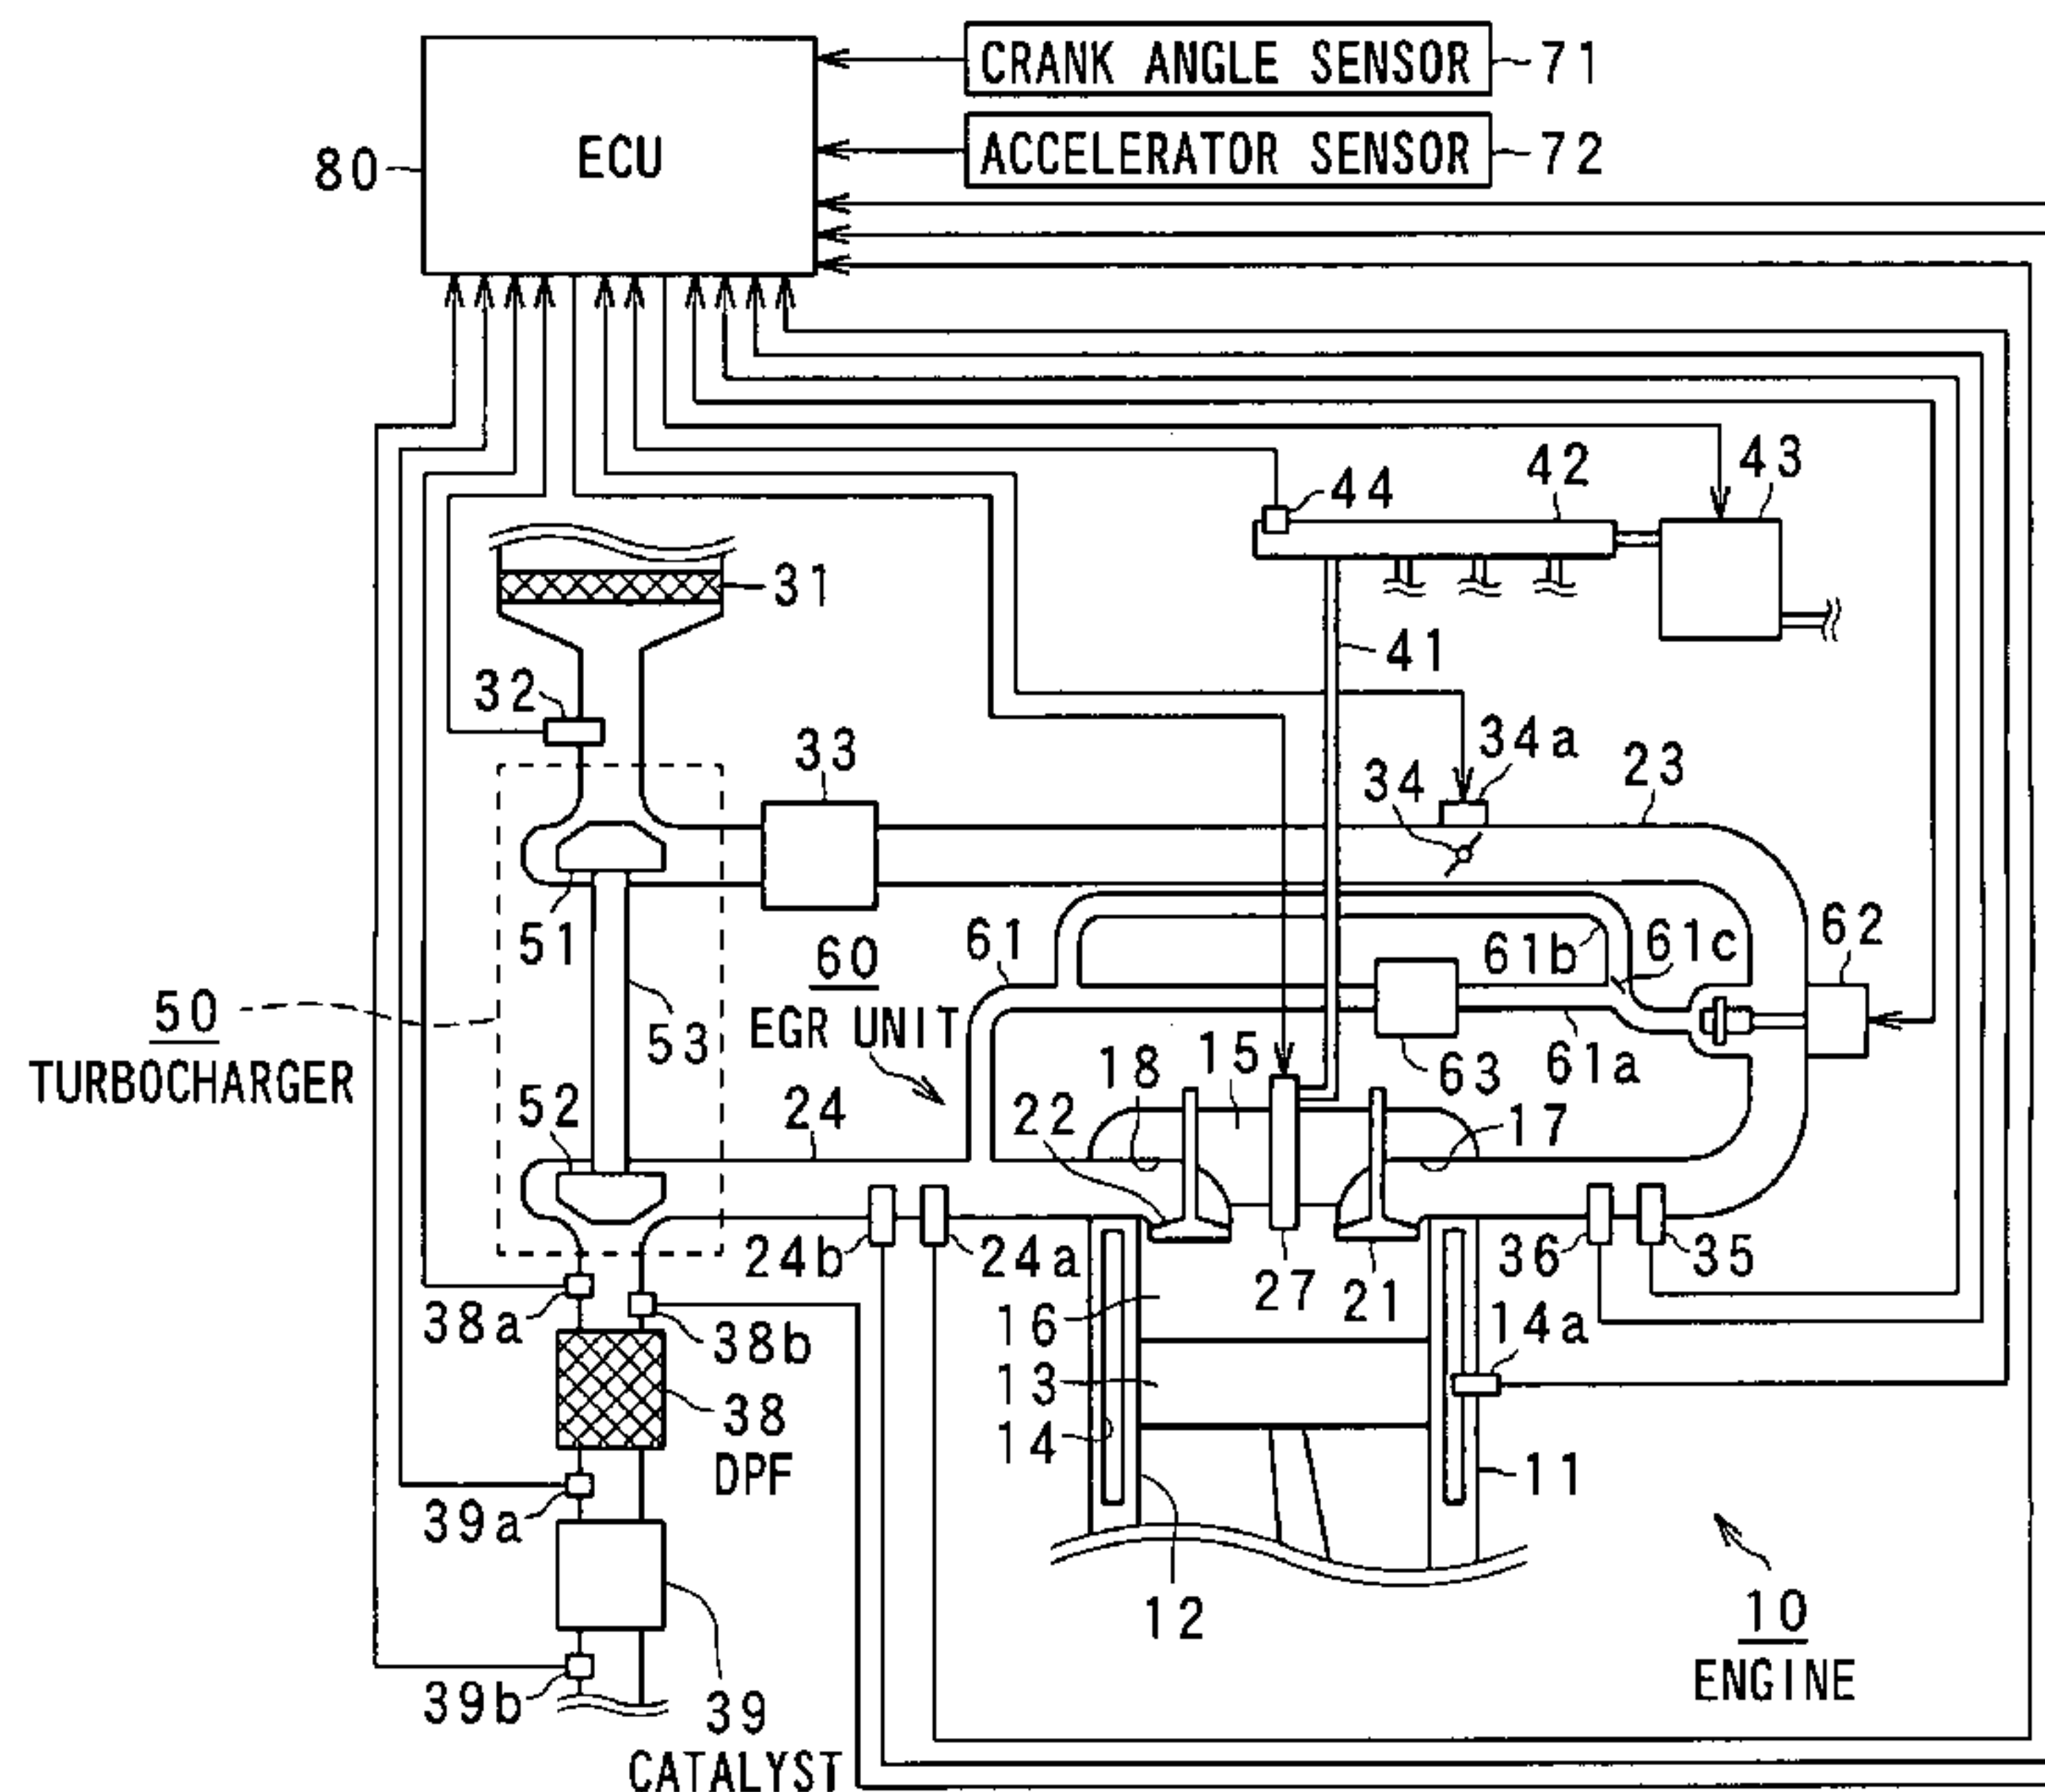 CRANK ANGLE SENSOR 71
ECU
ACCELERATOR SENSOR 72
80
43
42
44
31
41
32
33
34a
34
23
61
51
60
61b
61c
62
50
53
EGR UNIT
TURBOCHARGER
15
18
63
61a
52
24
22
17
24b
24a
27
21
36
35
38a
38b
16
14a
13
38
14
DPF
11
39a
12
10
ENGINE
39b
39
CATALYST